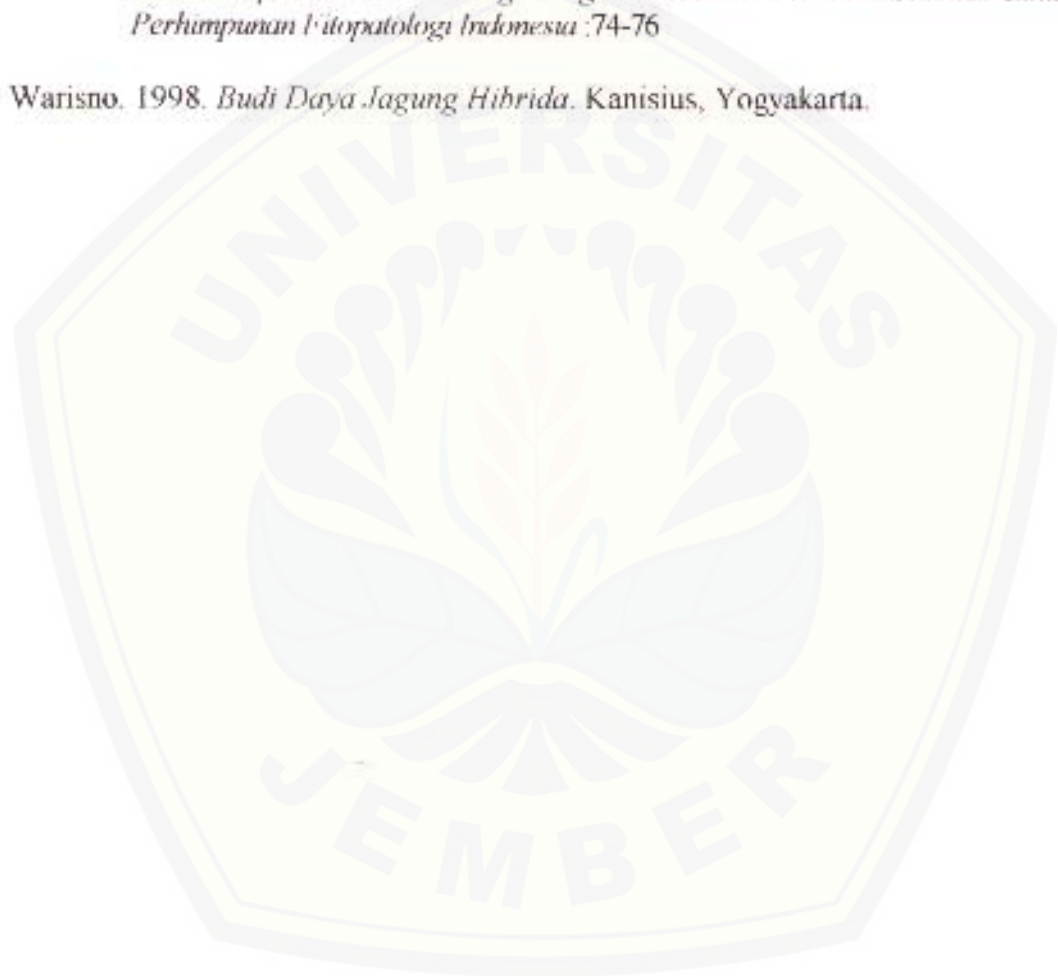 Perhimpunan Fitopatologi Indonesia :74-76
Warisno. 1998. Budi Daya Jagung Hibrida. Kanisius, Yogyakarta.
UNIVERSITAS
JEMBER